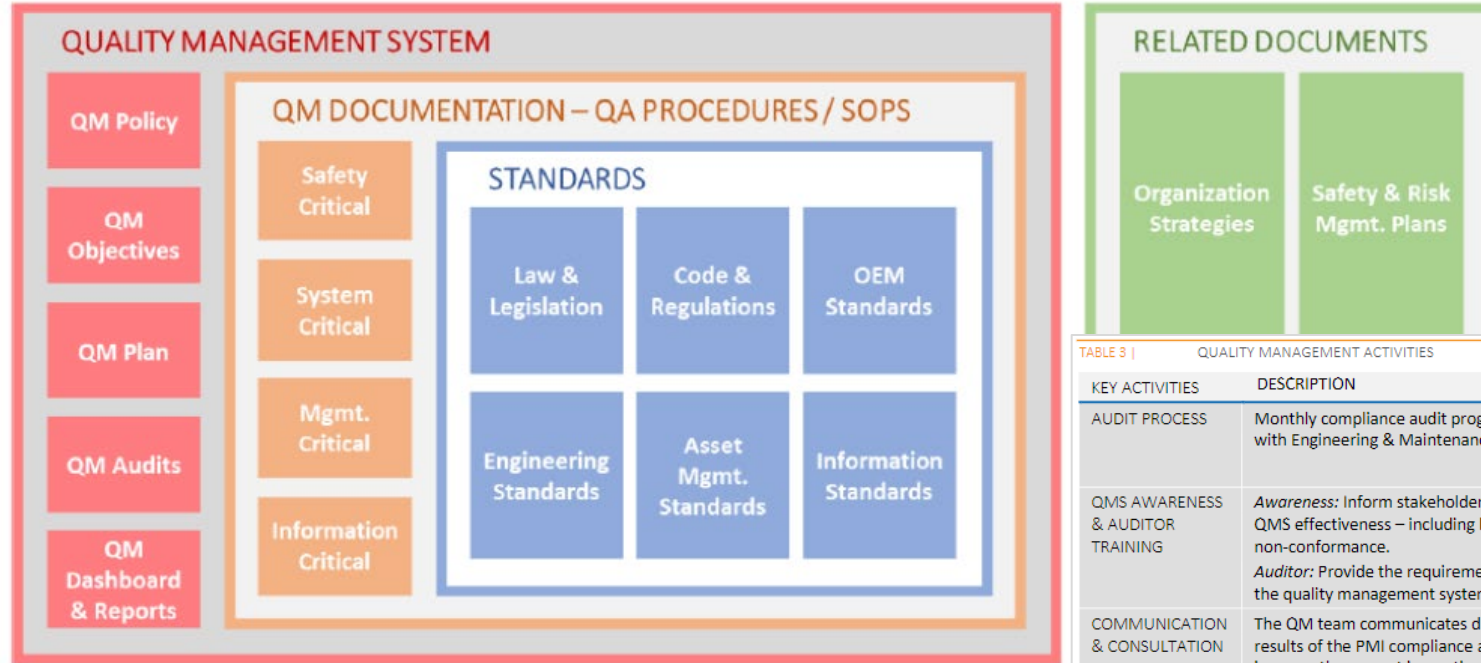 QUALITY MANAGEMENT SYSTEM
QM Policy
QM
Objectives
QM Plan
QM Audits
QM
Dashboard
& Reports
QM DOCUMENTATION – QA PROCEDURES / SOPS
Safety
Critical
System
Critical
Mgmt.
Critical
Information
Critical
STANDARDS
Law &
Legislation
Code &
Regulations
OEM
Standards
Engineering
Standards
Asset
Mgmt.
Standards
Information
Standards
RELATED DOCUMENTS
Organization
Strategies
Safety & Risk
Mgmt. Plans
TABLE 3 | QUALITY MANAGEMENT ACTIVITIES
KEY ACTIVITIES DESCRIPTION
AUDIT PROCESS
Monthly compliance audit
with Engineering &
QMS AWARENESS
& AUDITOR
TRAINING
Awareness: Inform
QMS effectiveness – including
non-conformance.
Auditor: Provide the
the quality management
COMMUNICATION
& CONSULTATION
The QM team communicates
results of the PMI compliance